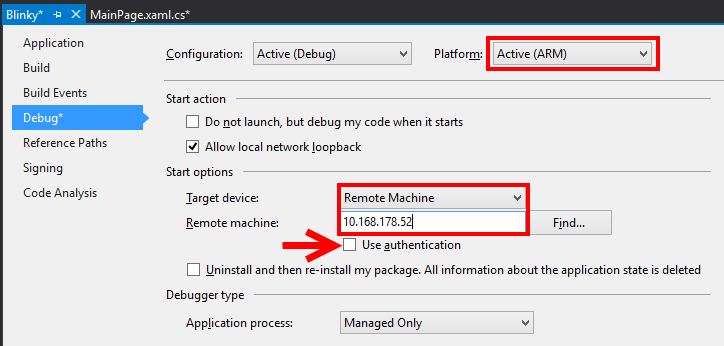 Blinky* MainPage.xaml.cs*
Application
Build
Build Events
Debug*
Reference Paths
Signing
Code Analysis
Configuration: Active (Debug) Platform: Active (ARM)
Start action
Do not launch, but debug my code when it starts
Allow local network loopback
Start options
Target device: Remote Machine
Remote machine: 10.168.178.52 Find...
Use authentication
Uninstall and then re-install my package. All information about the application state is deleted
Debugger type
Application process: Managed Only